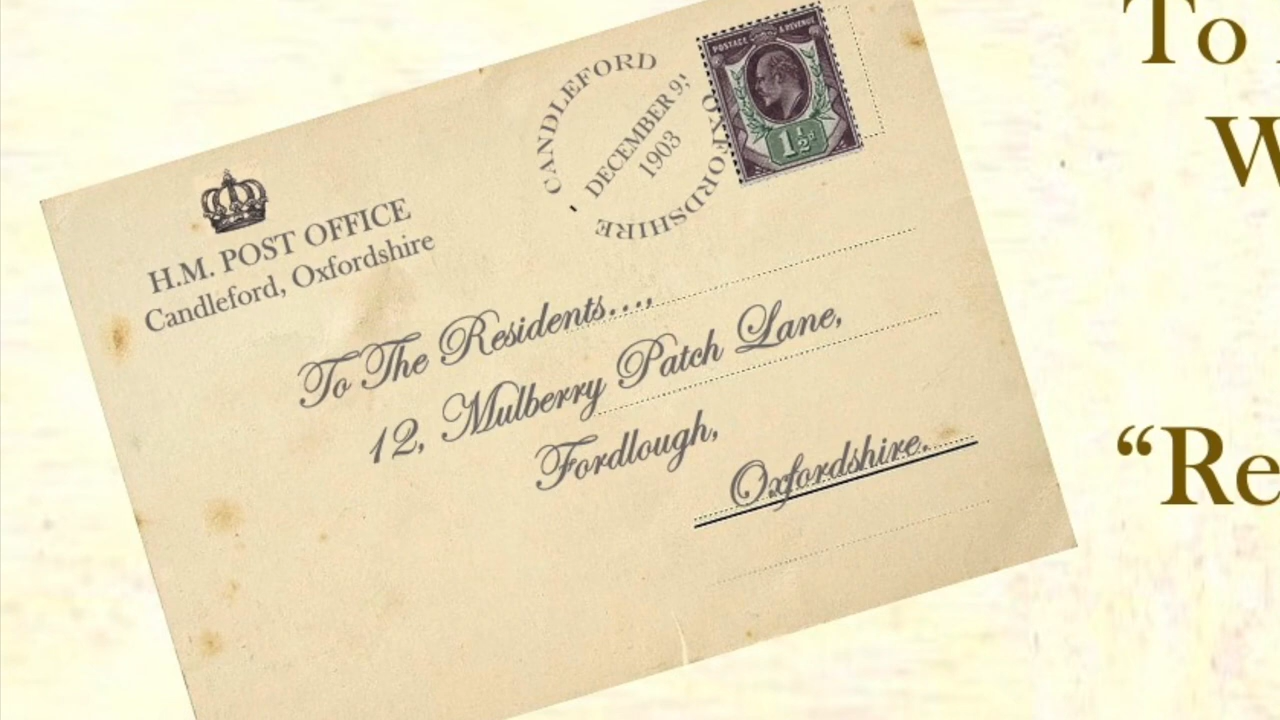 To
W
POSTAGE & REVENUE
1½d
CANDLEFORD
DECEMBER 9;
1903
OXFORDSHIRE
H.M. POST OFFICE
Candleford, Oxfordshire
To The Residents....,
12, Mulberry Patch Lane,
Fordlough,
Oxfordshire.
“Re